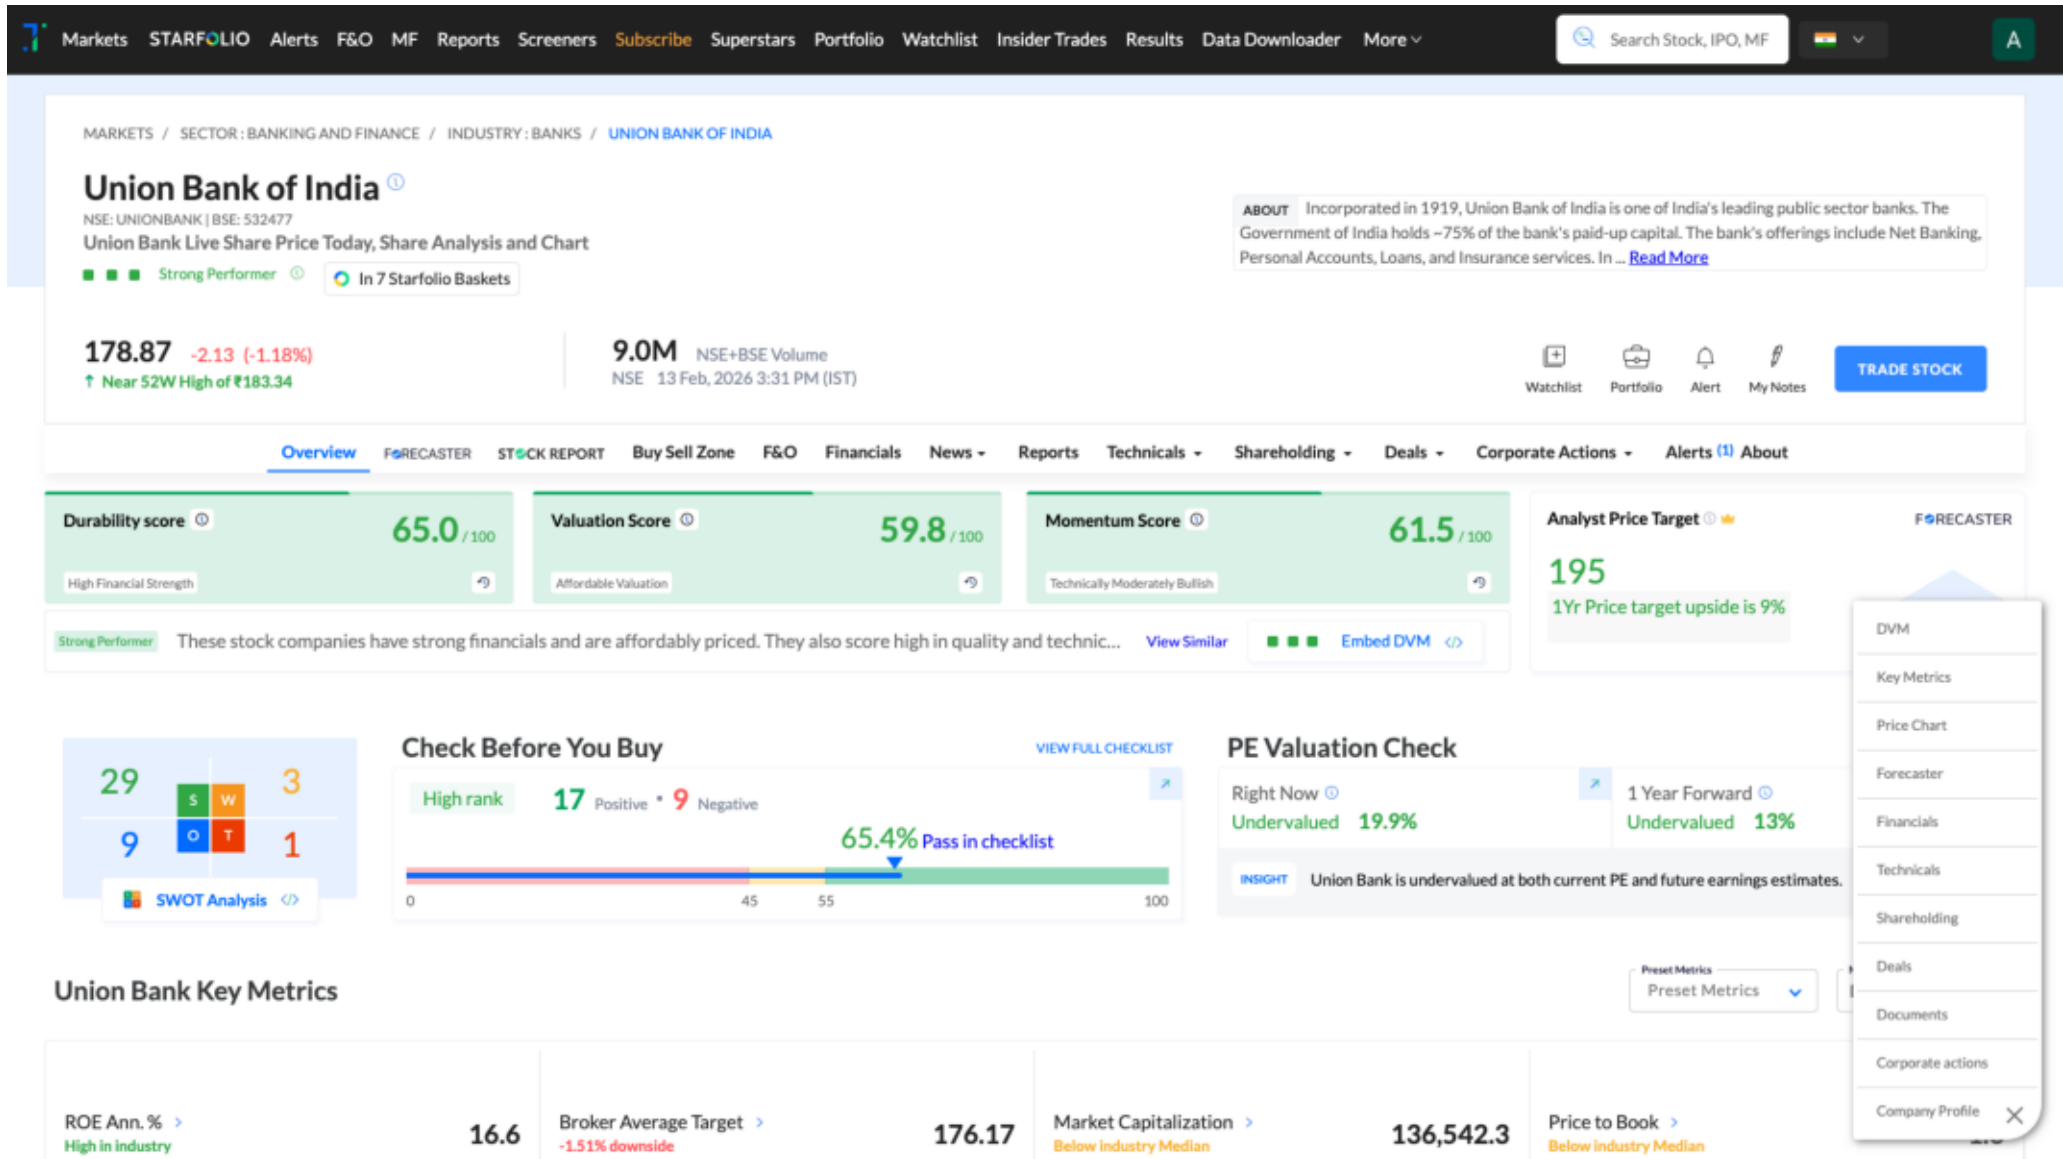 Markets STARFOLIO Alerts F&O MF Reports Screeners Subscribe Superstars Portfolio Watchlist Insider Trades Results Data Downloader More Search Stock, IPO, MF A
MARKETS / SECTOR : BANKING AND FINANCE / INDUSTRY : BANKS / UNION BANK OF INDIA
Union Bank of India
NSE: UNIONBANK | BSE: 532477
Union Bank Live Share Price Today, Share Analysis and Chart
Strong Performer In 7 Starfolio Baskets
ABOUT Incorporated in 1919, Union Bank of India is one of India's leading public sector banks. The
Government of India holds ~75% of the bank's paid-up capital. The bank's offerings include Net Banking,
Personal Accounts, Loans, and Insurance services. In ... Read More
178.87 -2.13 (-1.18%)
↑ Near 52W High of ₹183.34
9.0M NSE+BSE Volume
NSE 13 Feb, 2026 3:31 PM (IST)
Watchlist Portfolio Alert My Notes TRADE STOCK
Overview FORECASTER STOCK REPORT Buy Sell Zone F&O Financials News Reports Technicals Shareholding Deals Corporate Actions Alerts (1) About
Durability score 65.0 / 100
High Financial Strength
Valuation Score 59.8 / 100
Affordable Valuation
Momentum Score 61.5 / 100
Technically Moderately Bullish
Analyst Price Target FORECASTER
195
1Yr Price target upside is 9%
Strong Performer These stock companies have strong financials and are affordably priced. They also score high in quality and technic... View Similar Embed DVM </>
29 S W 3
9 O T 1
SWOT Analysis </>
Check Before You Buy VIEW FULL CHECKLIST
High rank 17 Positive • 9 Negative
65.4% Pass in checklist
0 45 55 100
PE Valuation Check
Right Now
Undervalued 19.9%
1 Year Forward
Undervalued 13%
INSIGHT Union Bank is undervalued at both current PE and future earnings estimates.
DVM
Key Metrics
Price Chart
Forecaster
Financials
Technicals
Shareholding
Deals
Documents
Corporate actions
Company Profile
Union Bank Key Metrics
Preset Metrics
Preset Metrics
ROE Ann. % 16.6
High in industry
Broker Average Target 176.17
-1.51% downside
Market Capitalization 136,542.3
Below industry Median
Price to Book
Below industry Median